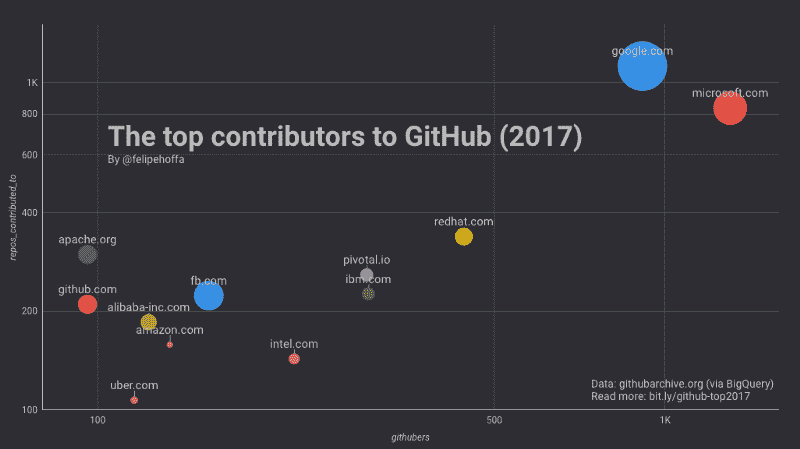 google.com
microsoft.com
1K
800
The top contributors to GitHub (2017)
600
By @felipehoffa
repos_contributed_to
400
redhat.com
apache.org
pivotal.io
ibm.com
fb.com
github.com
alibaba-inc.com
200
amazon.com
intel.com
uber.com
Data: githubarchive.org (via BigQuery)
Read more: bit.ly/github-top2017
100
100
500
1K
githubers